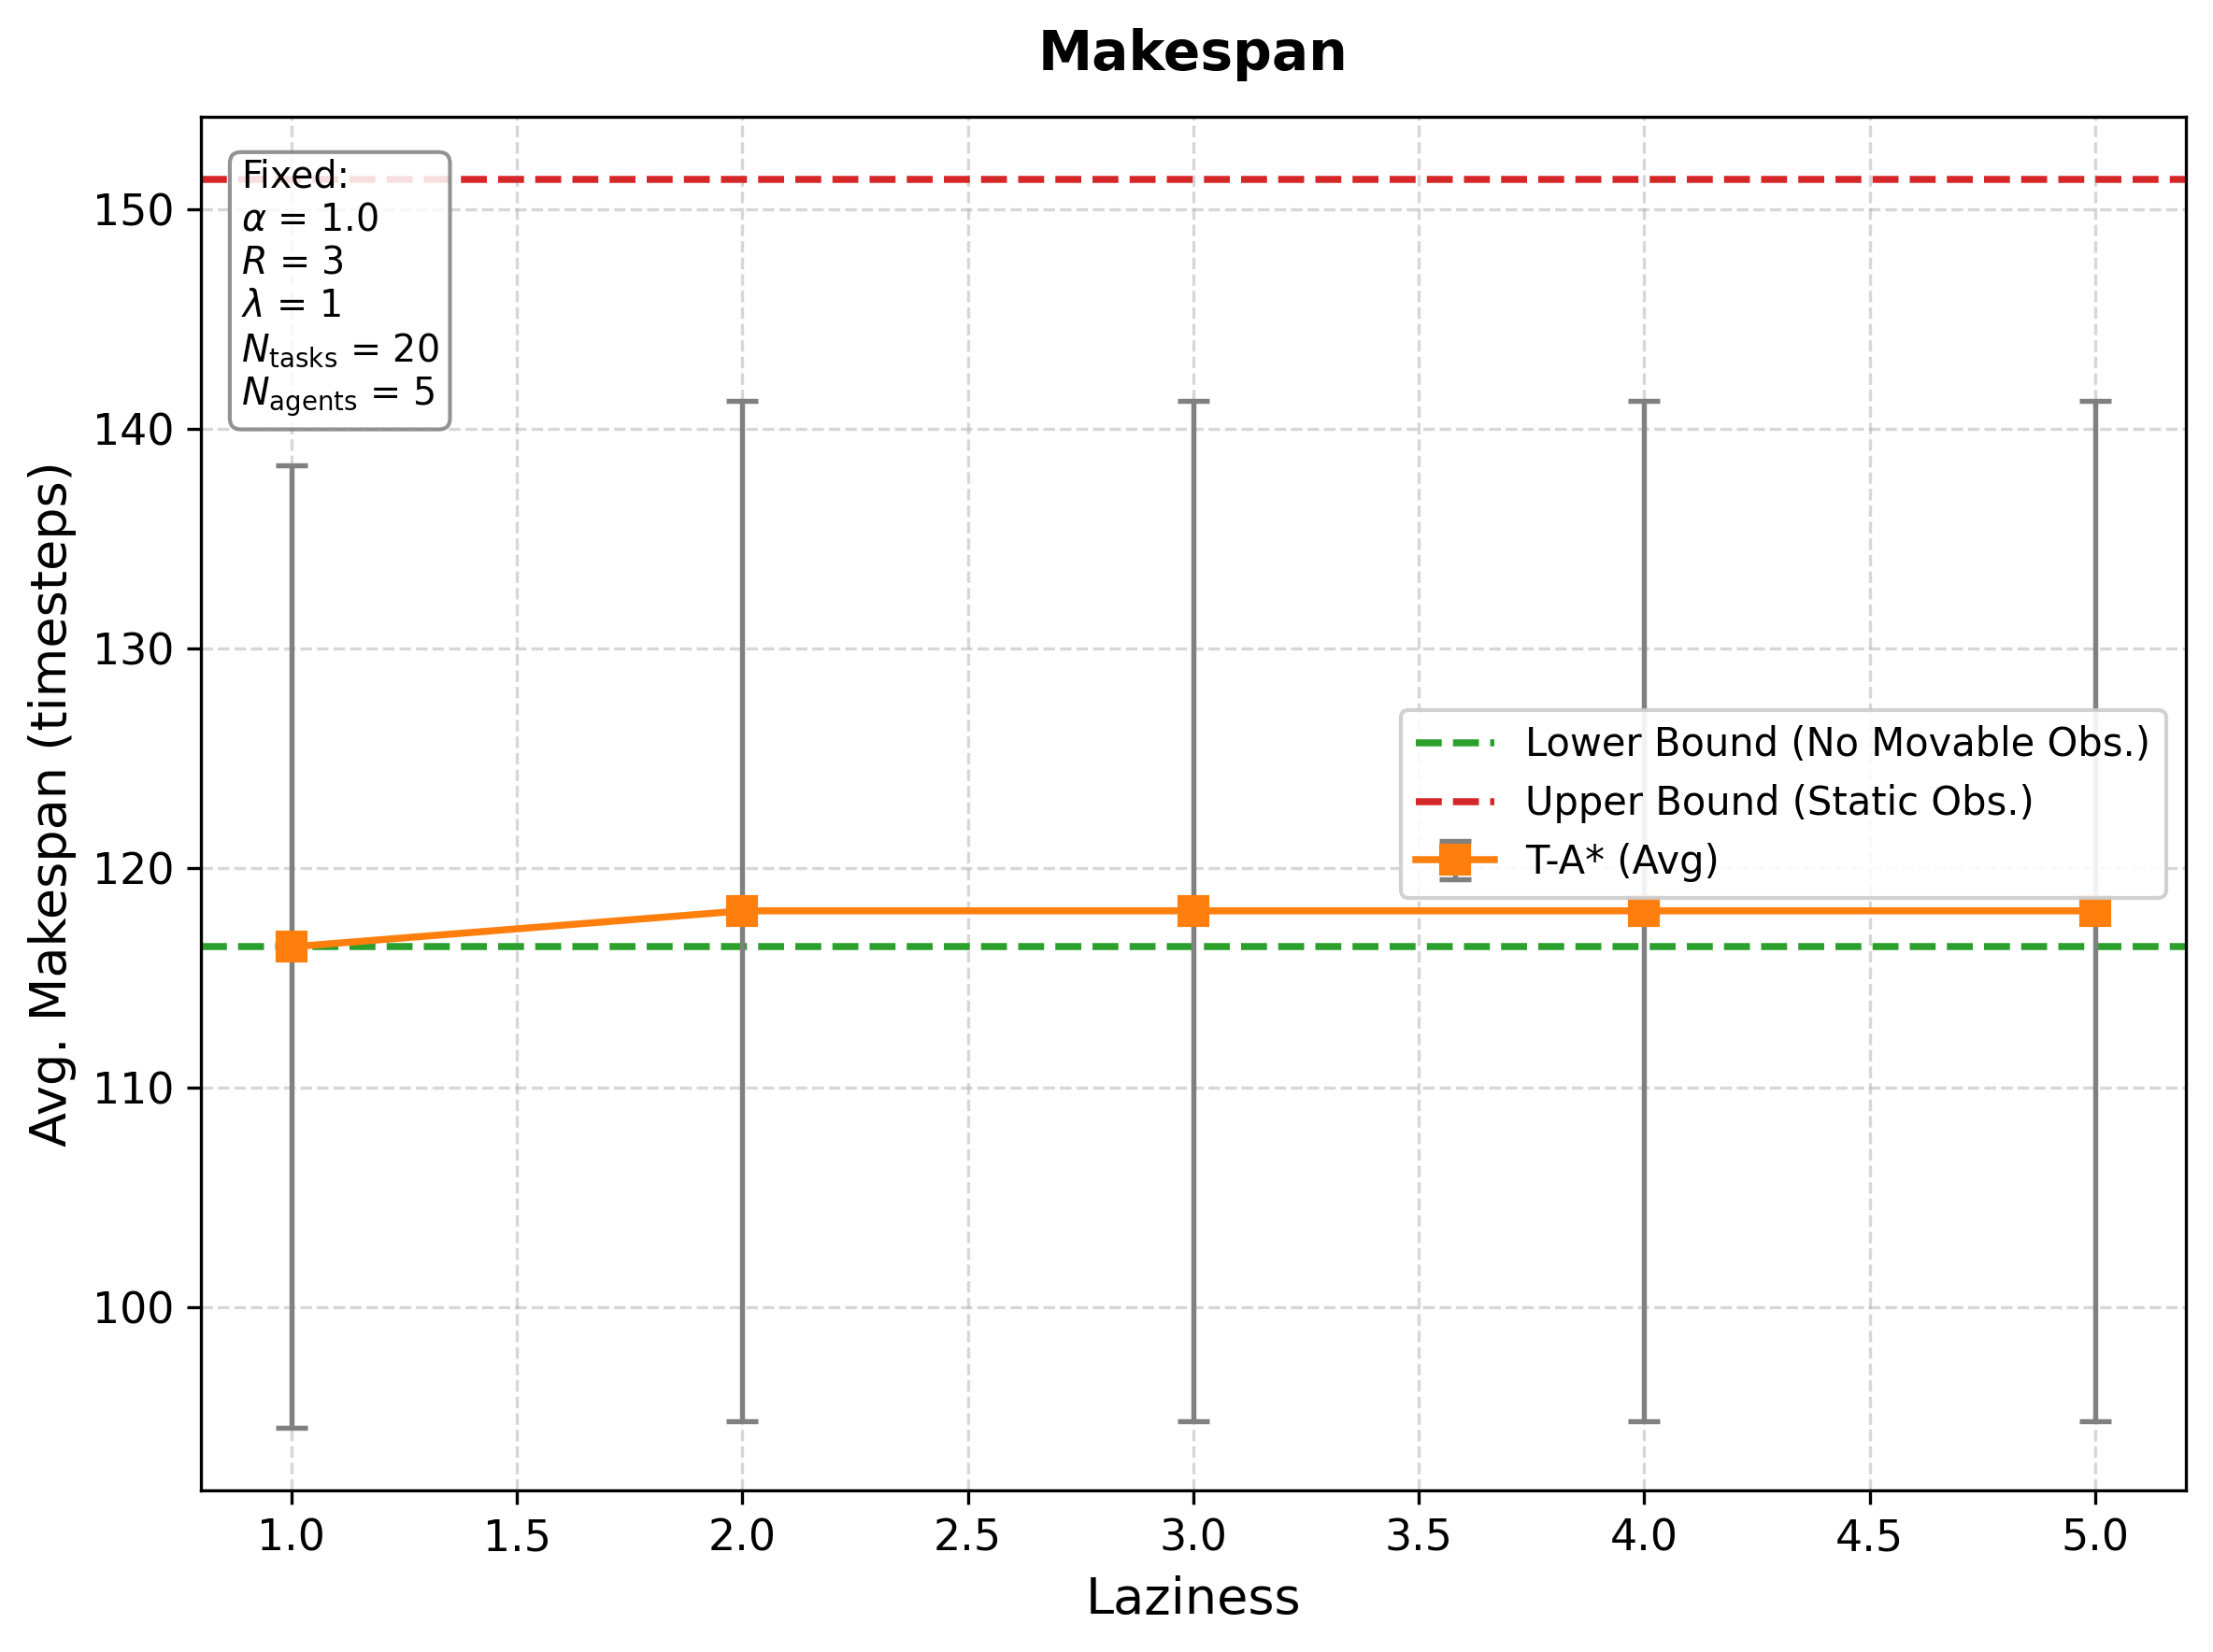 Makespan
Fixed:
α = 1.0
R = 3
λ = 1
N_tasks = 20
N_agents = 5
150
140
130
120
110
100
Avg. Makespan (timesteps)
Lower Bound (No Movable Obs.)
Upper Bound (Static Obs.)
T-A* (Avg)
1.0 1.5 2.0 2.5 3.0 3.5 4.0 4.5 5.0
Laziness